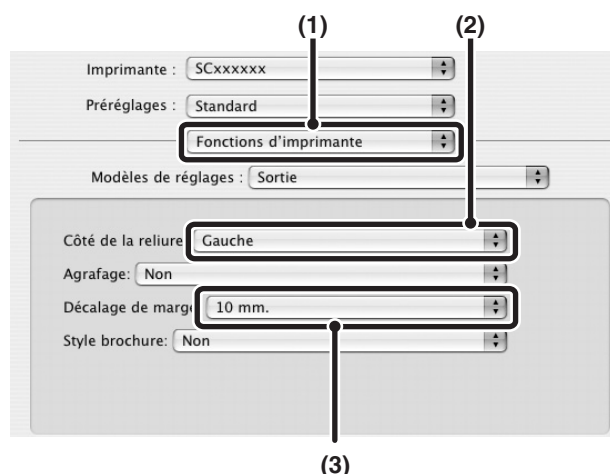 (1) (2)
Imprimante : SCxxxxxx
Préréglages : Standard
Fonctions d'imprimante
Modèles de réglages : Sortie
Côté de la reliure Gauche
Agrafage: Non
Décalage de marg 10 mm.
Style brochure: Non
(3)